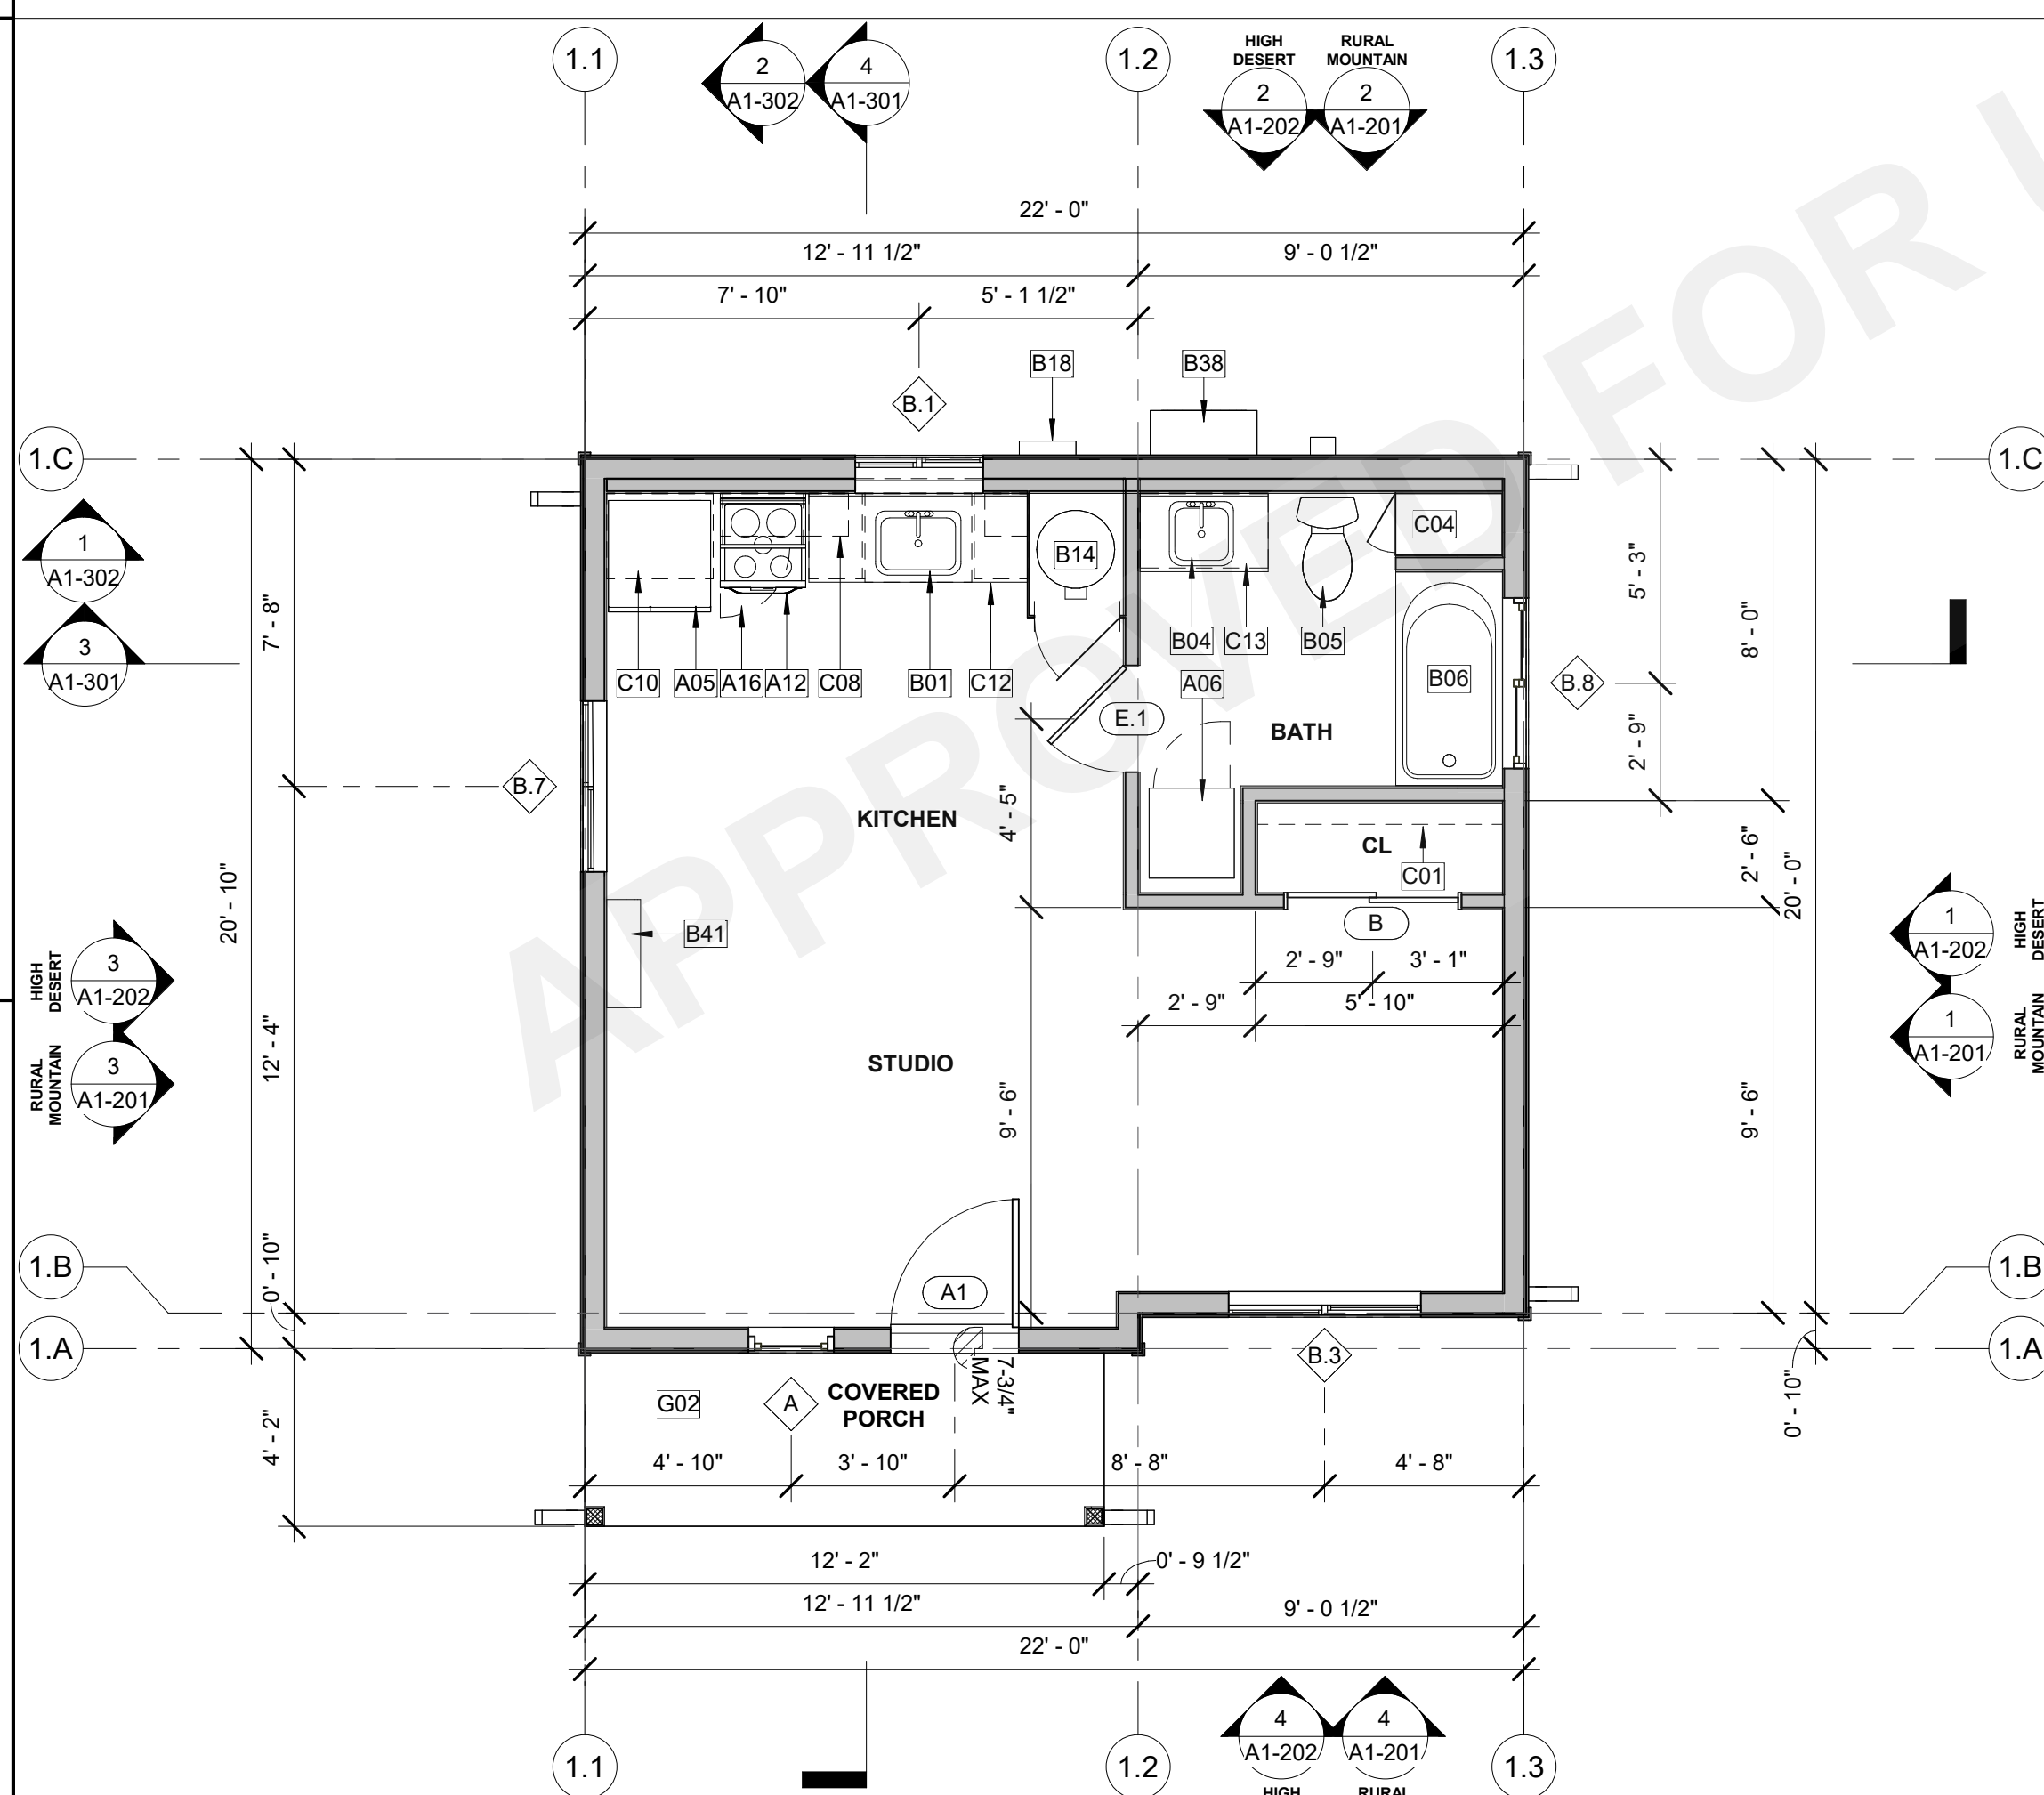 1.1
1.2
1.3
2
A1-302
4
A1-301
HIGH
DESERT
2
A1-202
RURAL
MOUNTAIN
2
A1-201
22' - 0"
12' - 11 1/2"
9' - 0 1/2"
7' - 10"
5' - 1 1/2"
B18
B38
B.1
1.C
1.C
1
A1-302
3
A1-301
B14
C04
5' - 3"
7' - 8"
8' - 0"
C10
A05
A16
A12
C08
B01
C12
B04
C13
B05
A06
B06
B.8
E.1
BATH
2' - 9"
B.7
KITCHEN
4' - 5"
CL
C01
2' - 6"
20' - 0"
20' - 10"
B41
B
2' - 9"
3' - 1"
2' - 9"
5' - 10"
HIGH
DESERT
3
A1-202
RURAL
MOUNTAIN
3
A1-201
1
A1-202
HIGH
DESERT
1
A1-201
RURAL
MOUNTAIN
12' - 4"
STUDIO
9' - 6"
9' - 6"
0' - 10"
1.B
1.B
A1
1.A
1.A
B.3
7-3/4"
MAX
COVERED
PORCH
G02
A
0' - 10"
4' - 2"
4' - 10"
3' - 10"
8' - 8"
4' - 8"
12' - 2"
0' - 9 1/2"
12' - 11 1/2"
9' - 0 1/2"
22' - 0"
1.1
1.2
1.3
4
A1-202
HIGH
4
A1-201
RURAL
APPROVED FOR U